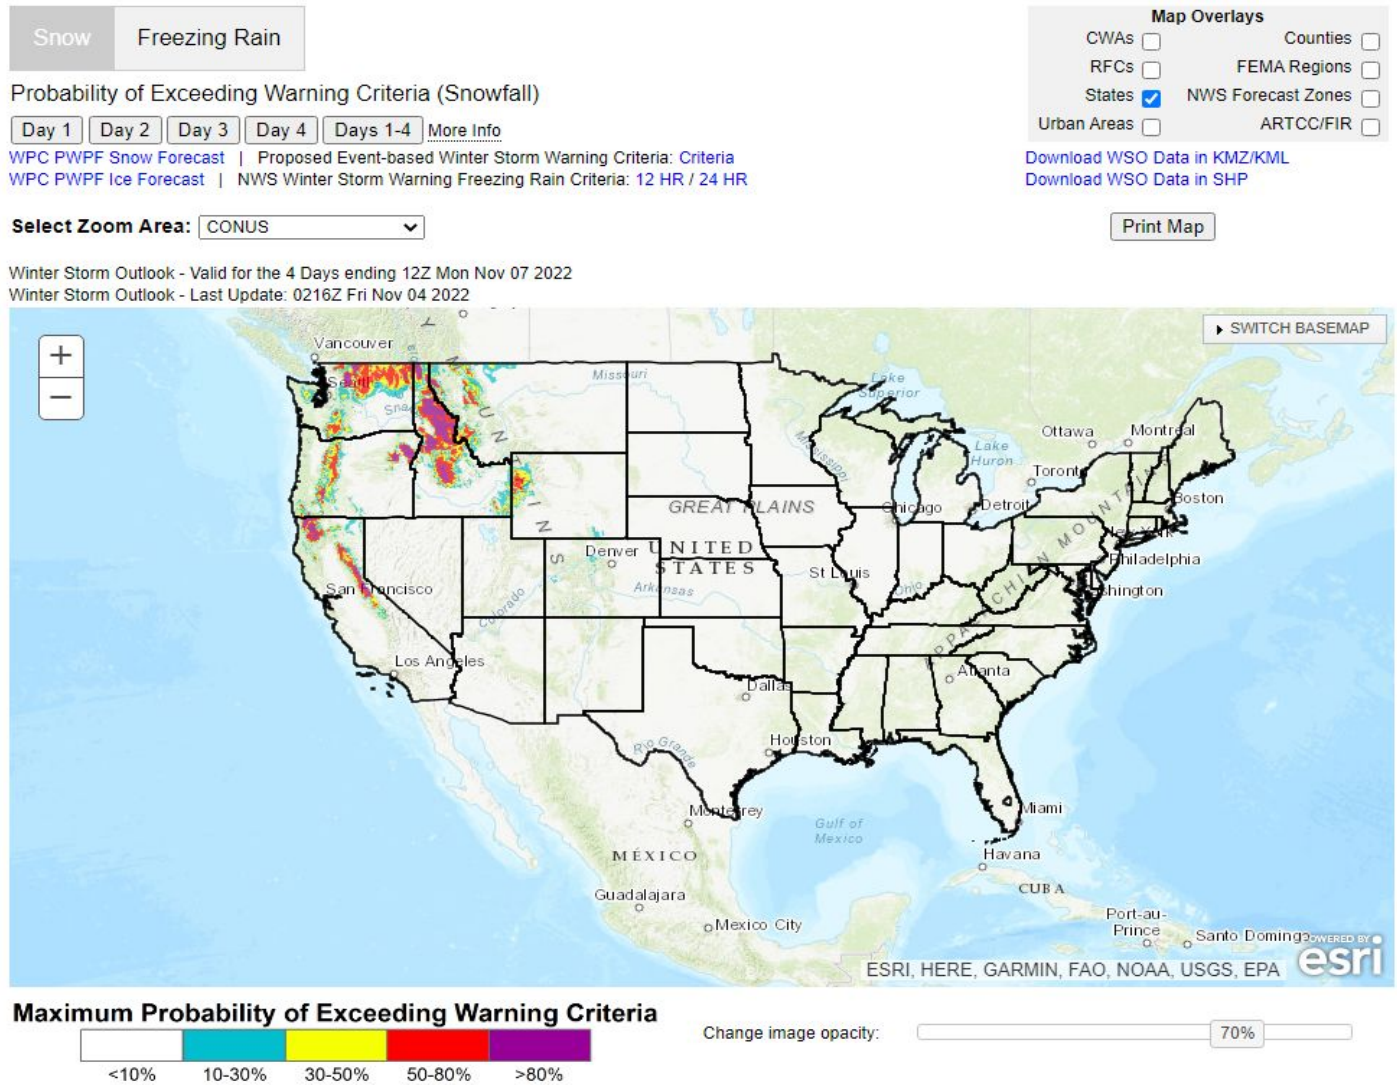 Snow
Freezing Rain
Map Overlays
CWAs
Counties
RFCs
FEMA Regions
States
NWS Forecast Zones
Urban Areas
ARTCC/FIR
Probability of Exceeding Warning Criteria (Snowfall)
Day 1
Day 2
Day 3
Day 4
Days 1-4
More Info
WPC PWPF Snow Forecast | Proposed Event-based Winter Storm Warning Criteria: Criteria
WPC PWPF Ice Forecast | NWS Winter Storm Warning Freezing Rain Criteria: 12 HR / 24 HR
Download WSO Data in KMZ/KML
Download WSO Data in SHP
Select Zoom Area: CONUS
Print Map
Winter Storm Outlook - Valid for the 4 Days ending 12Z Mon Nov 07 2022
Winter Storm Outlook - Last Update: 0216Z Fri Nov 04 2022
+
−
SWITCH BASEMAP
Vancouver
Missouri
Lake
Superior
Ottawa
Montreal
Lake
Huron
Toronto
Mississippi
Boston
GREAT PLAINS
Chicago
Detroit
Denver
UNITED
STATES
Philadelphia
St Louis
Ohio
San Francisco
Arkansas
Colorado
Los Angeles
Atlanta
Dallas
Houston
Rio Grande
Monterrey
Miami
Gulf of
Mexico
MÉXICO
Havana
CUBA
Guadalajara
Mexico City
Port-au-
Prince
Santo Domingo
POWERED BY
esri
ESRI, HERE, GARMIN, FAO, NOAA, USGS, EPA
Maximum Probability of Exceeding Warning Criteria
<10%
10-30%
30-50%
50-80%
>80%
Change image opacity:
70%